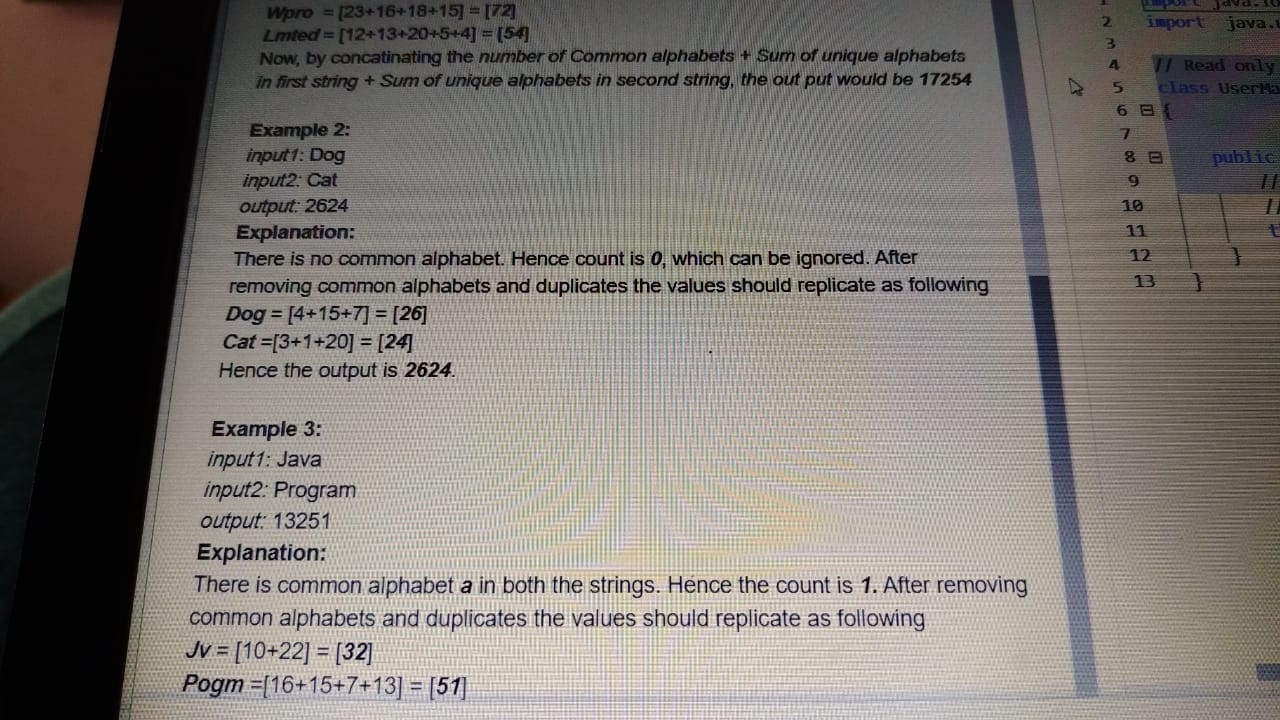 Wpro = [23+16+18+15] = [72]
Lmted = [12+13+20+5+4] = [54]
Now, by concatinating the number of Common alphabets + Sum of unique alphabets
in first string + Sum of unique alphabets in second string, the out put would be 17254
Example 2:
input1: Dog
input2: Cat
output: 2624
Explanation:
There is no common alphabet. Hence count is 0, which can be ignored. After
removing common alphabets and duplicates the values should replicate as following
Dog = [4+15+7] = [26]
Cat =[3+1+20] = [24]
Hence the output is 2624.
Example 3:
input1: Java
input2: Program
output: 13251
Explanation:
There is common alphabet a in both the strings. Hence the count is 1. After removing
common alphabets and duplicates the values should replicate as following
Jv = [10+22] = [32]
Pogm =[16+15+7+13] = [51]
import java.io
2 import java.
3
4 // Read only
5 class UserMa
6 {
7
8 public
9 //
10 //
11 t
12 }
13 }